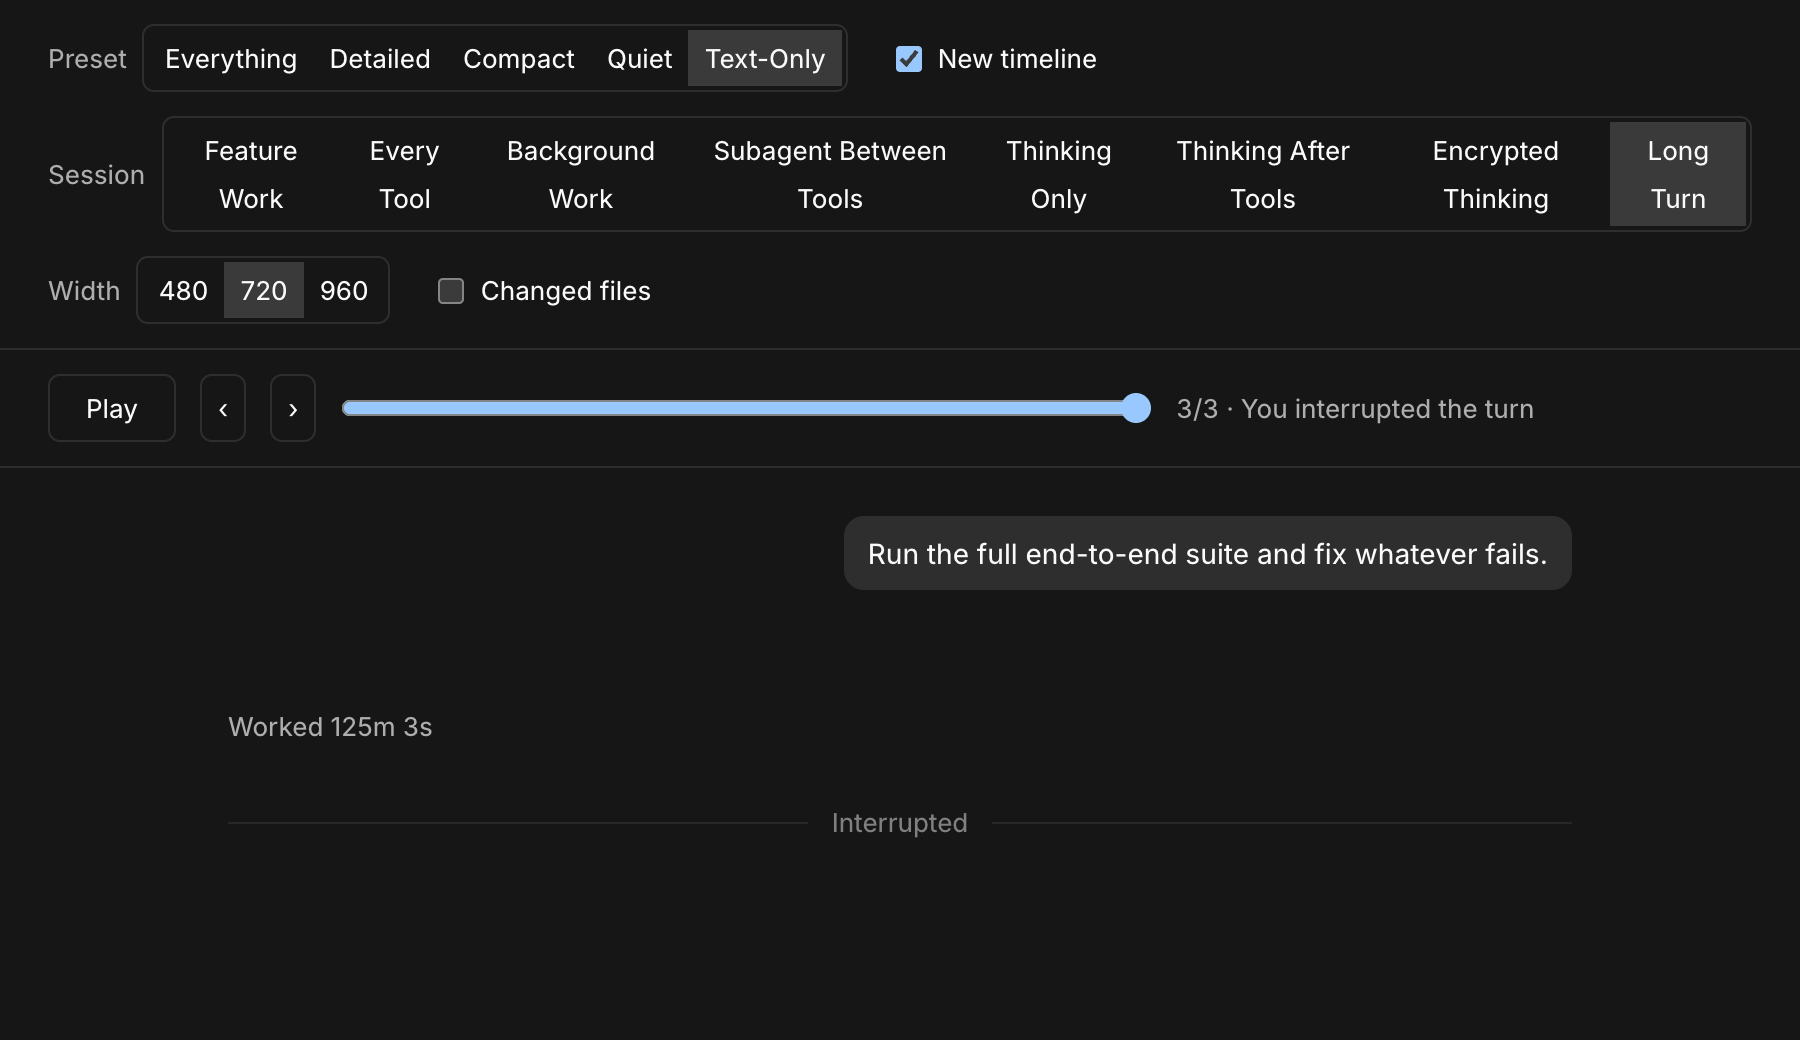 Preset Everything Detailed Compact Quiet Text-Only New timeline
Session Feature Work Every Tool Background Work Subagent Between Tools Thinking Only Thinking After Tools Encrypted Thinking Long Turn
Width 480 720 960 Changed files
Play ‹ › 3/3 · You interrupted the turn
Run the full end-to-end suite and fix whatever fails.
Worked 125m 3s
Interrupted